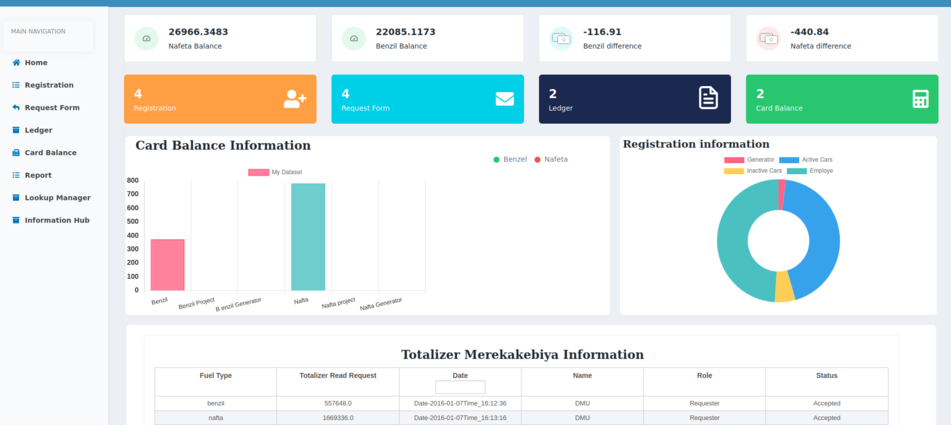 MAIN NAVIGATION
Home
Registration
Request Form
Ledger
Card Balance
Report
Lookup Manager
Information Hub
26966.3483
Nafeta Balance
22085.1173
Benzil Balance
-116.91
Benzil difference
-440.84
Nafeta difference
4
Registration
4
Request Form
2
Ledger
2
Card Balance
Card Balance Information
Benzel Nafeta
My Dataset
800
700
600
500
400
300
200
100
0
Benzil Benzil Project B enzil Generator Nafta Nafta project Nafta Generator
Registration information
Generator Active Cars
Inactive Cars Employe
Totalizer Merekakebiya Information
Fuel Type Totalizer Read Request Date Name Role Status
benzil 557648.0 Date-2016-01-07Time_16:12:36 DMU Requester Accepted
nafta 1669336.0 Date-2016-01-07Time_16:13:16 DMU Requester Accepted